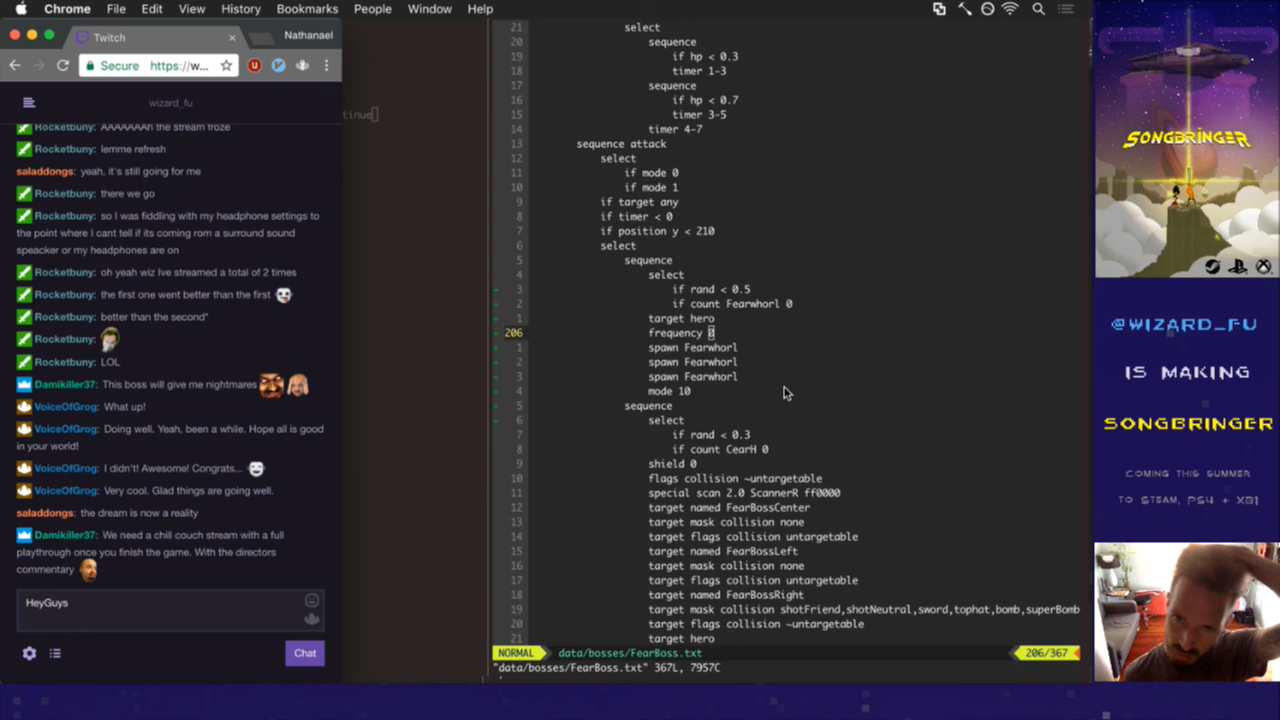 Chrome File Edit View History Bookmarks People Window Help
Twitch
Nathanael
Secure https://w...
wizard_fu
Rocketbuny: AAAAAAAh the stream froze
Rocketbuny: lemme refresh
saladdongs: yeah, it's still going for me
Rocketbuny: there we go
Rocketbuny: so I was fiddling with my headphone settings to
the point where I cant tell if its coming rom a surround sound
speacker or my headphones are on
Rocketbuny: oh yeah wiz Ive streamed a total of 2 times
Rocketbuny: the first one went better than the first
Rocketbuny: better than the second*
Rocketbuny:
Rocketbuny: LOL
Damikiller37: This boss will give me nightmares
VoiceOfGrog: What up!
VoiceOfGrog: Doing well. Yeah, been a while. Hope all is good
in your world!
VoiceOfGrog: I didn't! Awesome! Congrats...
VoiceOfGrog: Very cool. Glad things are going well.
saladdongs: the dream is now a reality
Damikiller37: We need a chill couch stream with a full
playthrough once you finish the game. With the directors
commentary
HeyGuys
Chat
tinue]
21 select
20 sequence
19 if hp < 0.3
18 timer 1-3
17 sequence
16 if hp < 0.7
15 timer 3-5
14 timer 4-7
13 sequence attack
12 select
11 if mode 0
10 if mode 1
9 if target any
8 if timer < 0
7 if position y < 210
6 select
5 sequence
4 select
3 if rand < 0.5
2 if count Fearwhorl 0
1 target hero
206 frequency 0
1 spawn Fearwhorl
2 spawn Fearwhorl
3 spawn Fearwhorl
4 mode 10
5 sequence
6 select
7 if rand < 0.3
8 if count CearH 0
9 shield 0
10 flags collision ~untargetable
11 special scan 2.0 ScannerR ff0000
12 target named FearBossCenter
13 target mask collision none
14 target flags collision untargetable
15 target named FearBossLeft
16 target mask collision none
17 target flags collision untargetable
18 target named FearBossRight
19 target mask collision shotFriend,shotNeutral,sword,tophat,bomb,superBomb
20 target flags collision ~untargetable
21 target hero
NORMAL data/bosses/FearBoss.txt 206/367
"data/bosses/FearBoss.txt" 367L, 7957C
SONGBRINGER
@WIZARD_FU
IS MAKING
SONGBRINGER
COMING THIS SUMMER
TO STEAM, PS4 + XB1